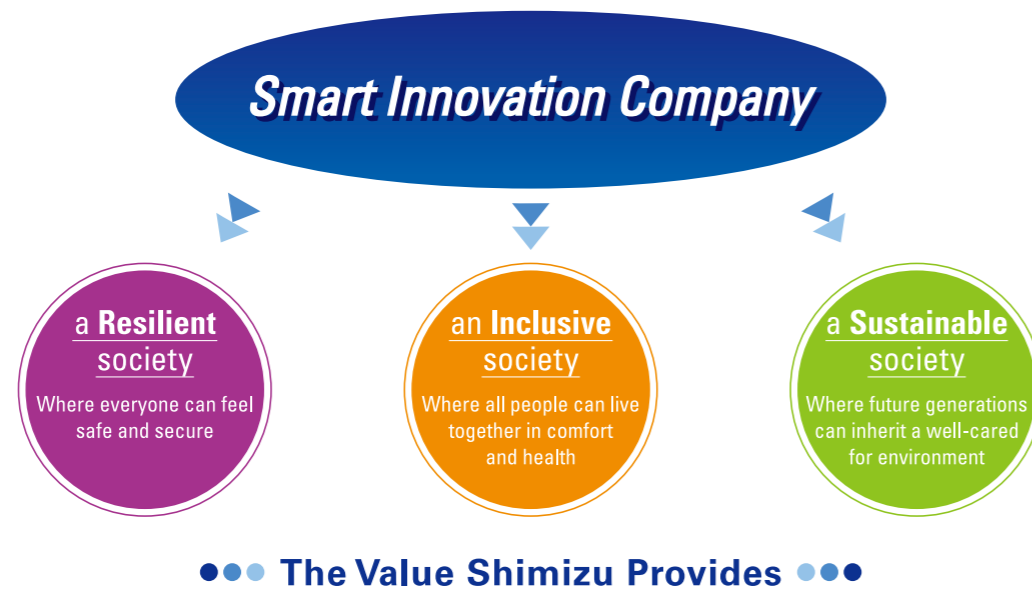 Smart Innovation Company
a Resilient
society
Where everyone can feel
safe and secure
an Inclusive
society
Where all people can live
together in comfort
and health
a Sustainable
society
Where future generations
can inherit a well-cared
for environment
The Value Shimizu Provides